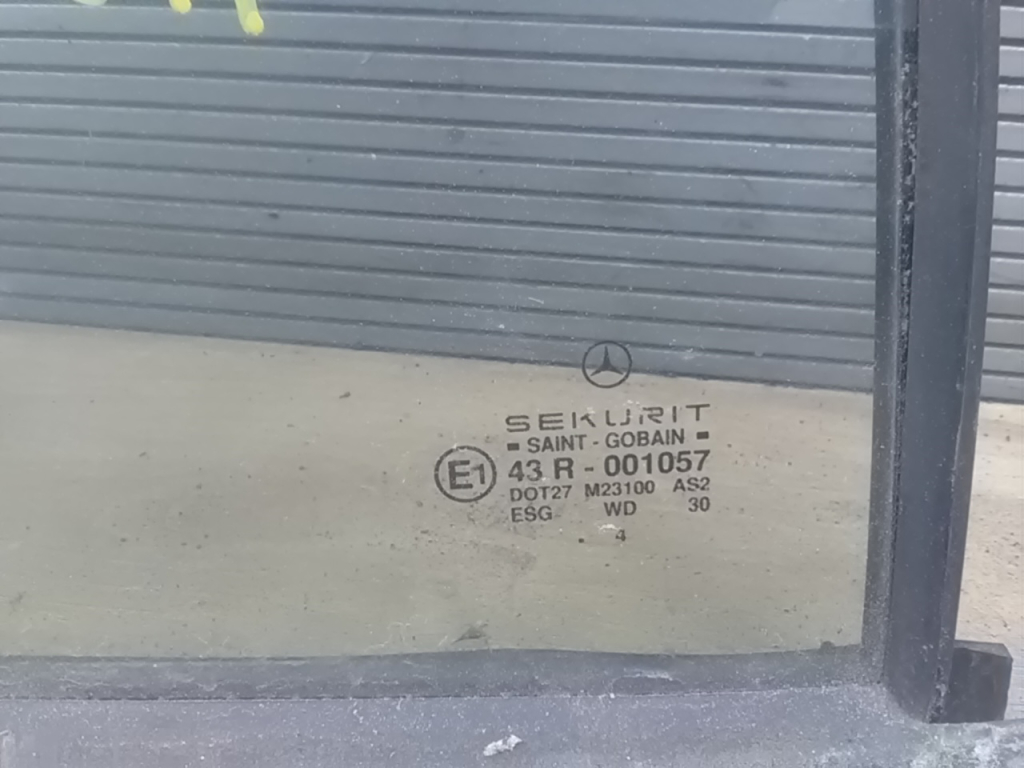 SEKURIT
SAINT - GOBAIN
E1 43 R - 001057
DOT27 M23100 AS2
ESG WD 30
. 4